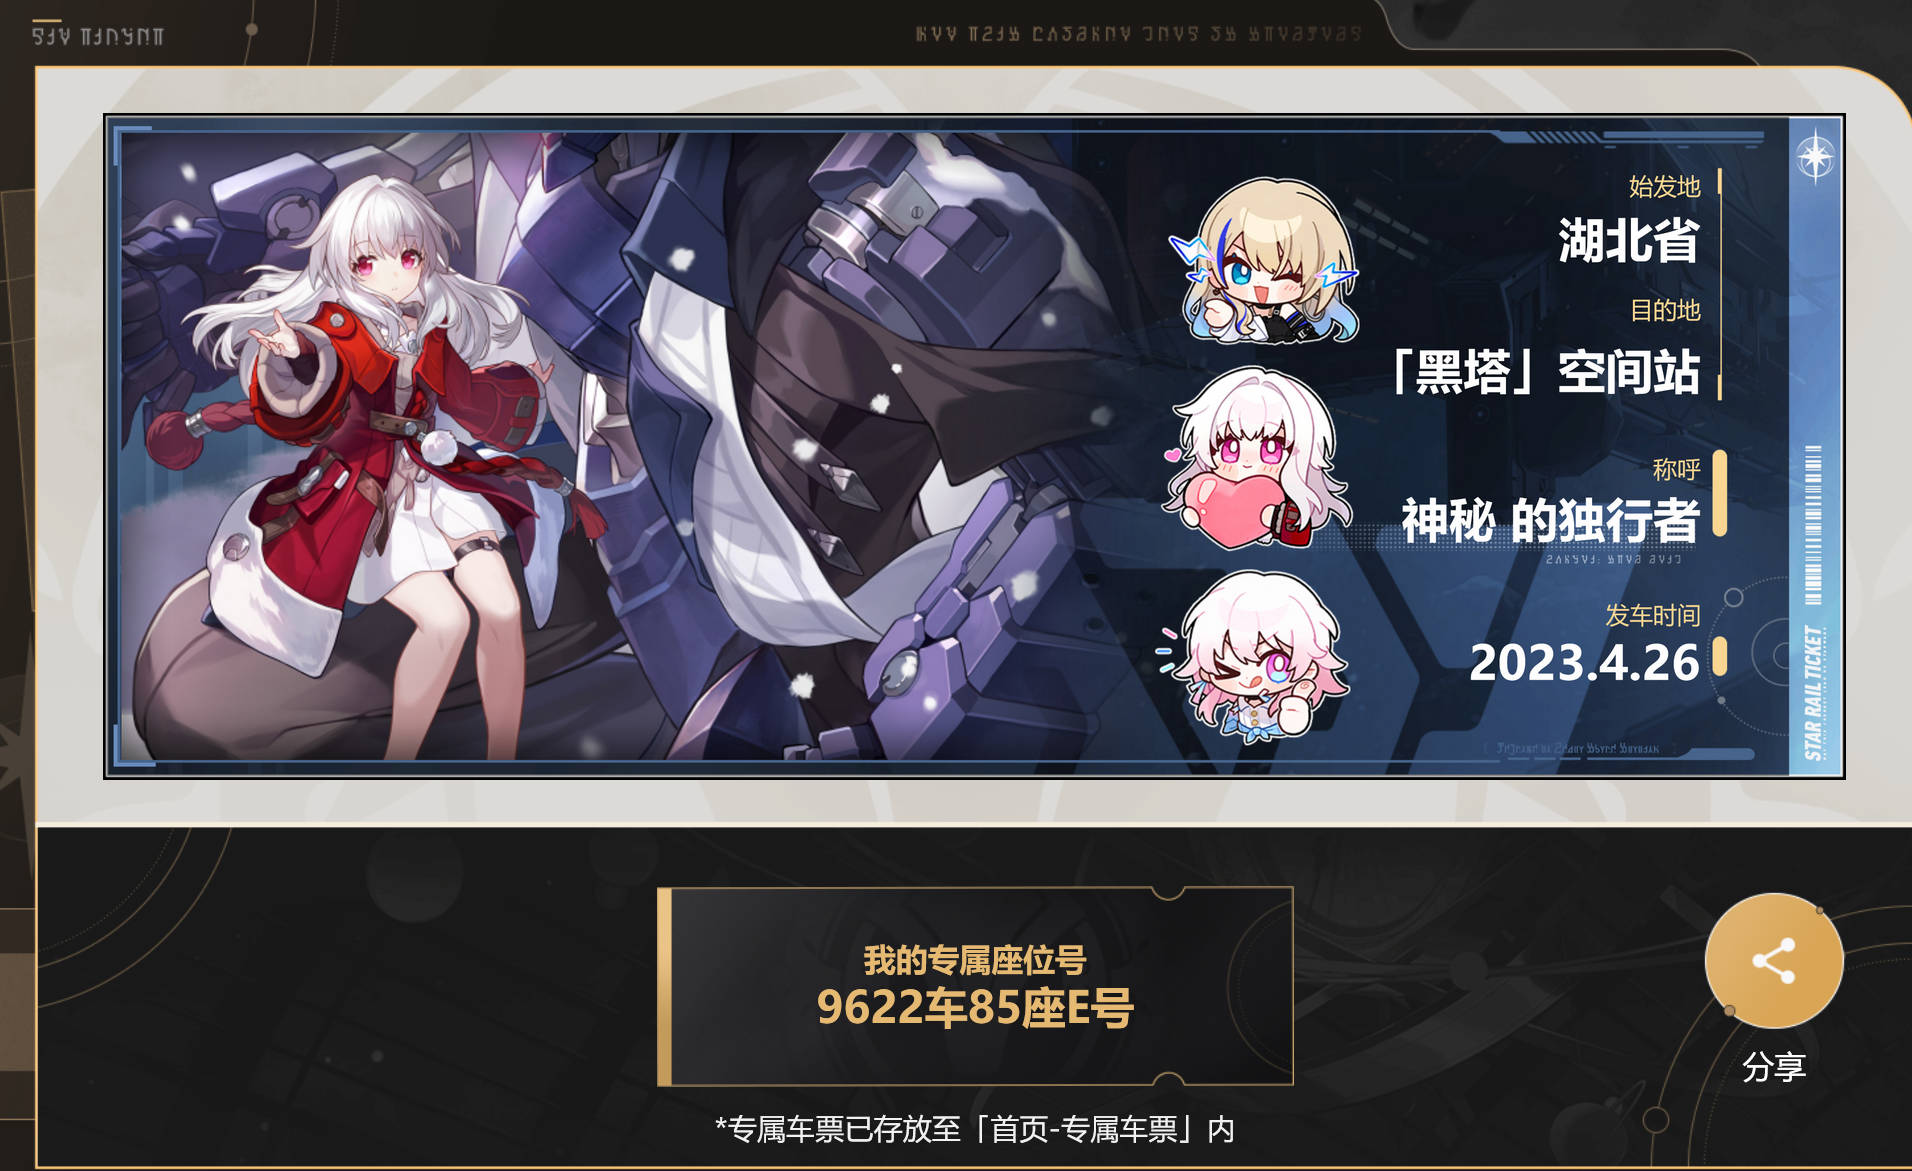 始发地
湖北省
目的地
「黑塔」空间站
称呼
神秘 的独行者
发车时间
2023.4.26
STAR RAIL TICKET
我的专属座位号
9622车85座E号
分享
*专属车票已存放至「首页-专属车票」内